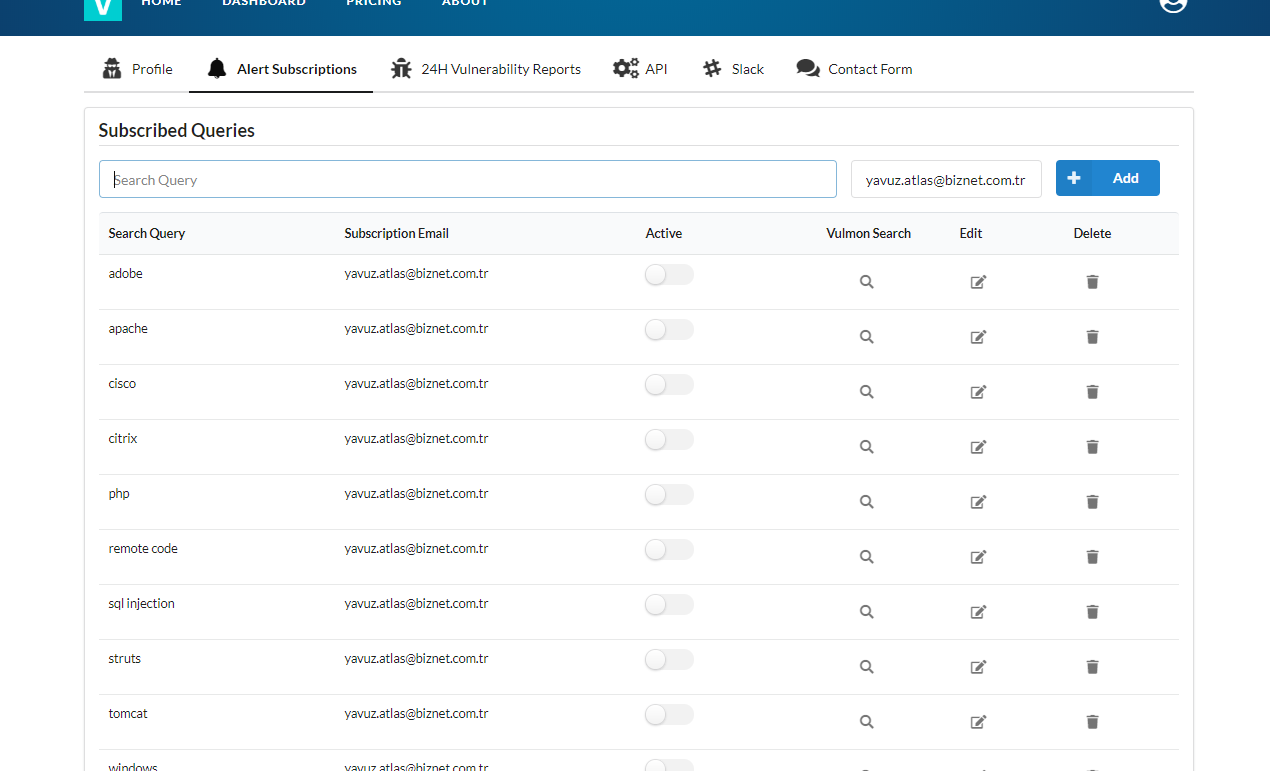 V HOME DASHBOARD PRICING ABOUT
Profile Alert Subscriptions 24H Vulnerability Reports API Slack Contact Form
Subscribed Queries
Search Query yavuz.atlas@biznet.com.tr Add
Search Query Subscription Email Active Vulmon Search Edit Delete
adobe yavuz.atlas@biznet.com.tr
apache yavuz.atlas@biznet.com.tr
cisco yavuz.atlas@biznet.com.tr
citrix yavuz.atlas@biznet.com.tr
php yavuz.atlas@biznet.com.tr
remote code yavuz.atlas@biznet.com.tr
sql injection yavuz.atlas@biznet.com.tr
struts yavuz.atlas@biznet.com.tr
tomcat yavuz.atlas@biznet.com.tr
windows yavuz.atlas@biznet.com.tr